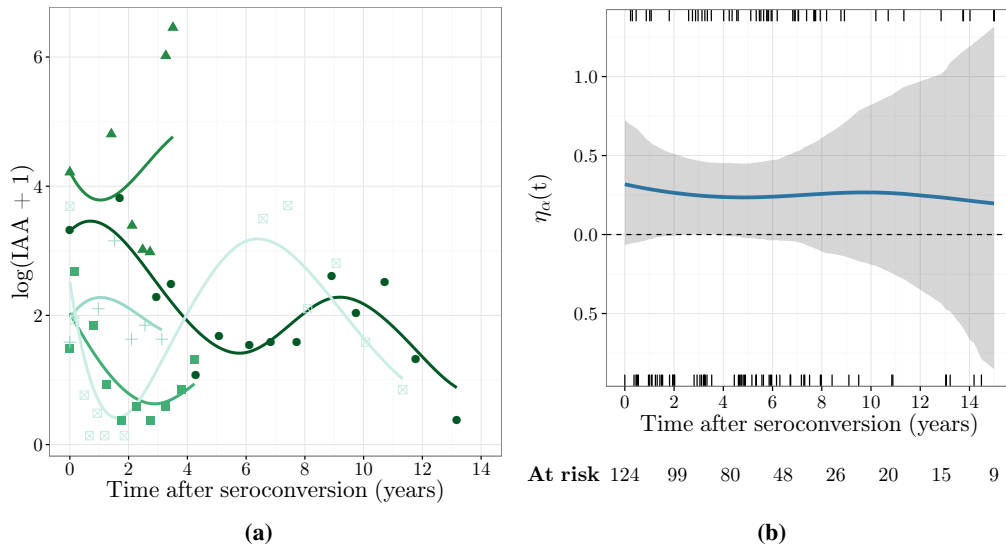 log(IAA + 1)
6
4
2
0
0 2 4 6 8 10 12 14
Time after seroconversion (years)
(a)
η_α(t)
1.0
0.5
0.0
0.5
0 2 4 6 8 10 12 14
Time after seroconversion (years)
At risk 124 99 80 48 26 20 15 9
(b)